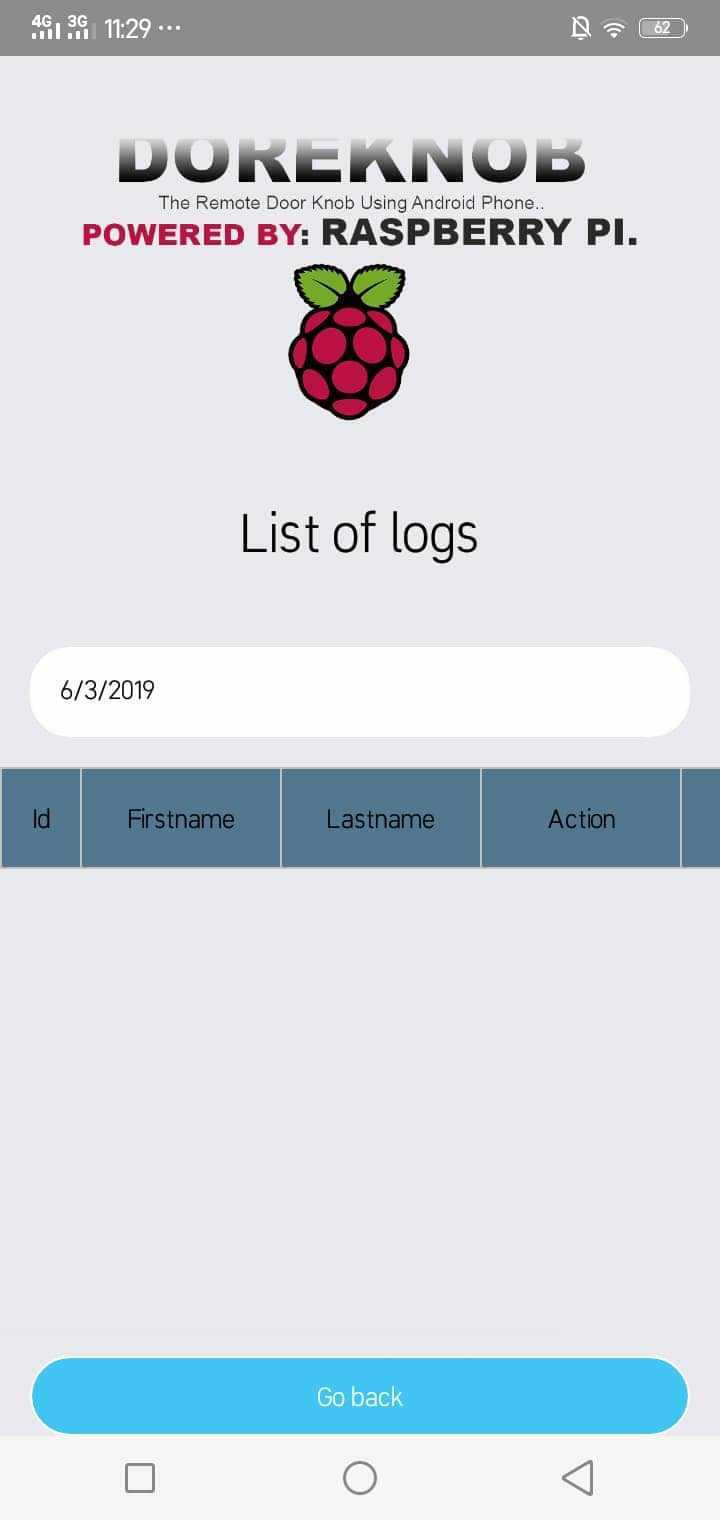 4G 3G 11:29 ... 62
DOREKNOB
The Remote Door Knob Using Android Phone..
POWERED BY: RASPBERRY PI.
List of logs
6/3/2019
Id Firstname Lastname Action
Go back